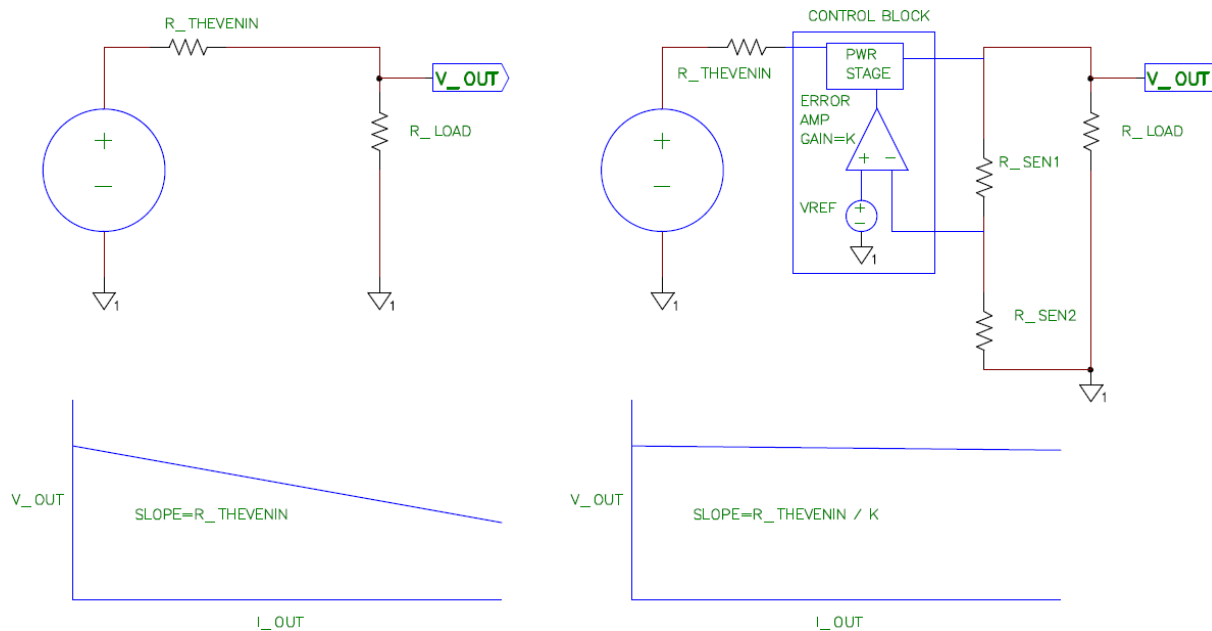 R_THEVENIN
V_OUT
R_LOAD
+
−
1
1
V_OUT
SLOPE=R_THEVENIN
I_OUT
CONTROL BLOCK
R_THEVENIN
PWR
STAGE
ERROR
AMP
GAIN=K
+ −
VREF
+
−
1
+
−
1
R_SEN1
R_SEN2
V_OUT
R_LOAD
1
V_OUT
SLOPE=R_THEVENIN / K
I_OUT